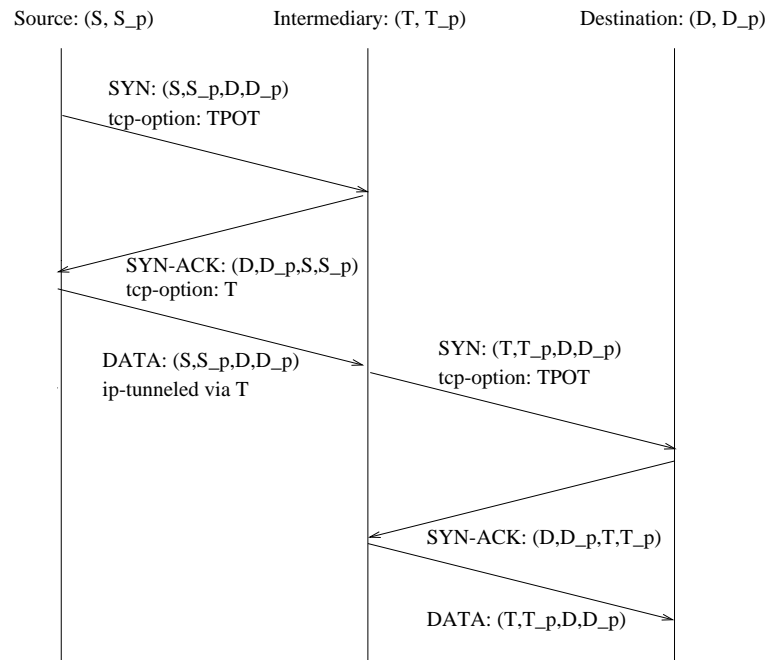 Source: (S, S_p)
Intermediary: (T, T_p)
Destination: (D, D_p)
SYN: (S,S_p,D,D_p)
tcp-option: TPOT
SYN-ACK: (D,D_p,S,S_p)
tcp-option: T
DATA: (S,S_p,D,D_p)
ip-tunneled via T
SYN: (T,T_p,D,D_p)
tcp-option: TPOT
SYN-ACK: (D,D_p,T,T_p)
DATA: (T,T_p,D,D_p)